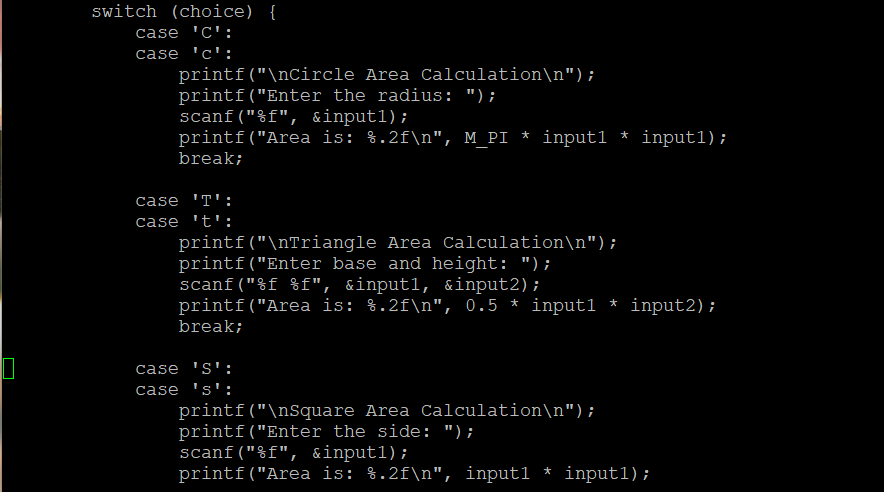 switch (choice) {
case 'C':
case 'c':
printf("\nCircle Area Calculation\n");
printf("Enter the radius: ");
scanf("%f", &input1);
printf("Area is: %.2f\n", M_PI * input1 * input1);
break;
case 'T':
case 't':
printf("\nTriangle Area Calculation\n");
printf("Enter base and height: ");
scanf("%f %f", &input1, &input2);
printf("Area is: %.2f\n", 0.5 * input1 * input2);
break;
case 'S':
case 's':
printf("\nSquare Area Calculation\n");
printf("Enter the side: ");
scanf("%f", &input1);
printf("Area is: %.2f\n", input1 * input1);